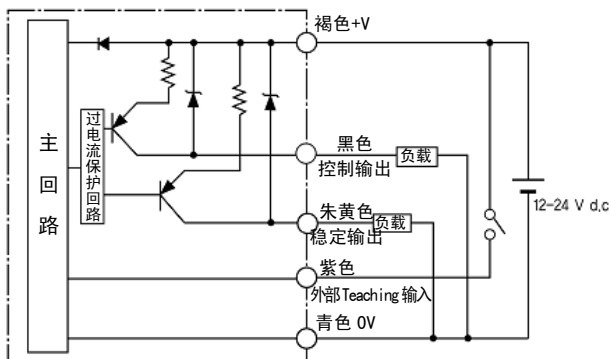 褐色+V
主回路
过电流保护回路
黑色
控制输出
负载
朱黄色
稳定输出
负载
12-24 V d.c
紫色
外部Teaching输入
青色 0V